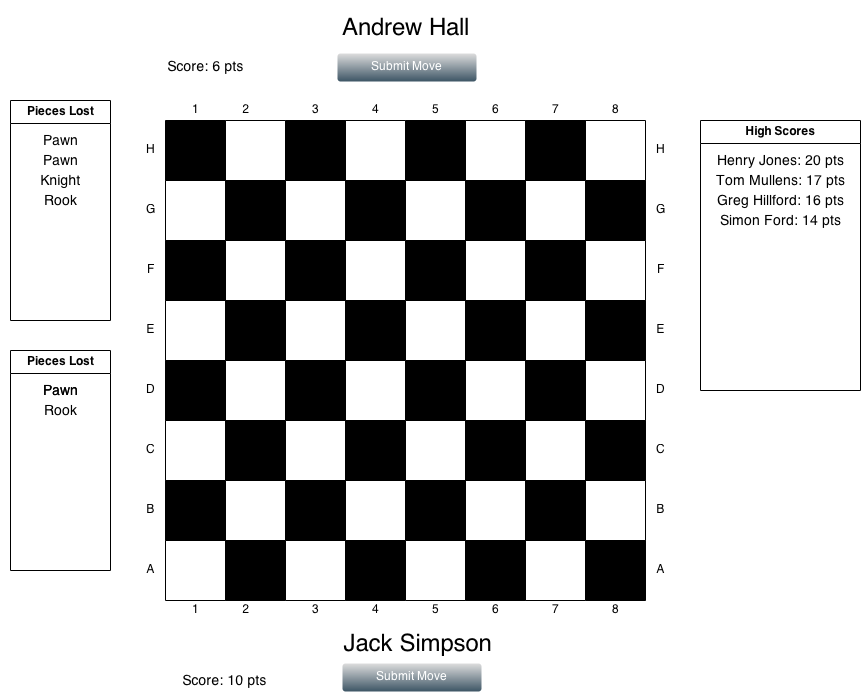 Andrew Hall
Score: 6 pts
Submit Move
Pieces Lost
Pawn
Pawn
Knight
Rook
Pieces Lost
Pawn
Rook
1 2 3 4 5 6 7 8
H H
G G
F F
E E
D D
C C
B B
A A
1 2 3 4 5 6 7 8
High Scores
Henry Jones: 20 pts
Tom Mullens: 17 pts
Greg Hillford: 16 pts
Simon Ford: 14 pts
Jack Simpson
Score: 10 pts
Submit Move